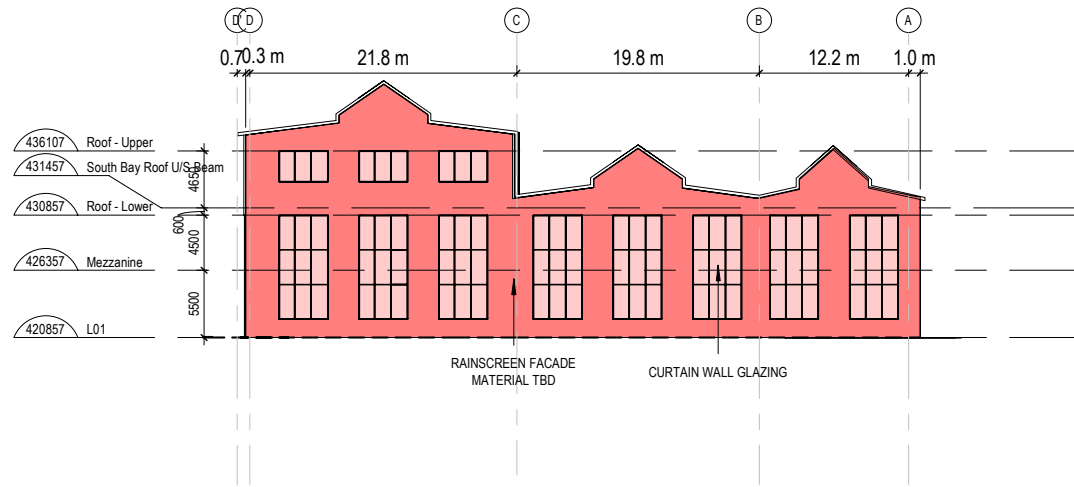 D' D C B A
0.7 0.3 m 21.8 m 19.8 m 12.2 m 1.0 m
436107 Roof - Upper
431457 South Bay Roof U/S Beam
4650
430857 Roof - Lower
600
4500
426357 Mezzanine
5500
420857 L01
RAINSCREEN FACADE
MATERIAL TBD
CURTAIN WALL GLAZING